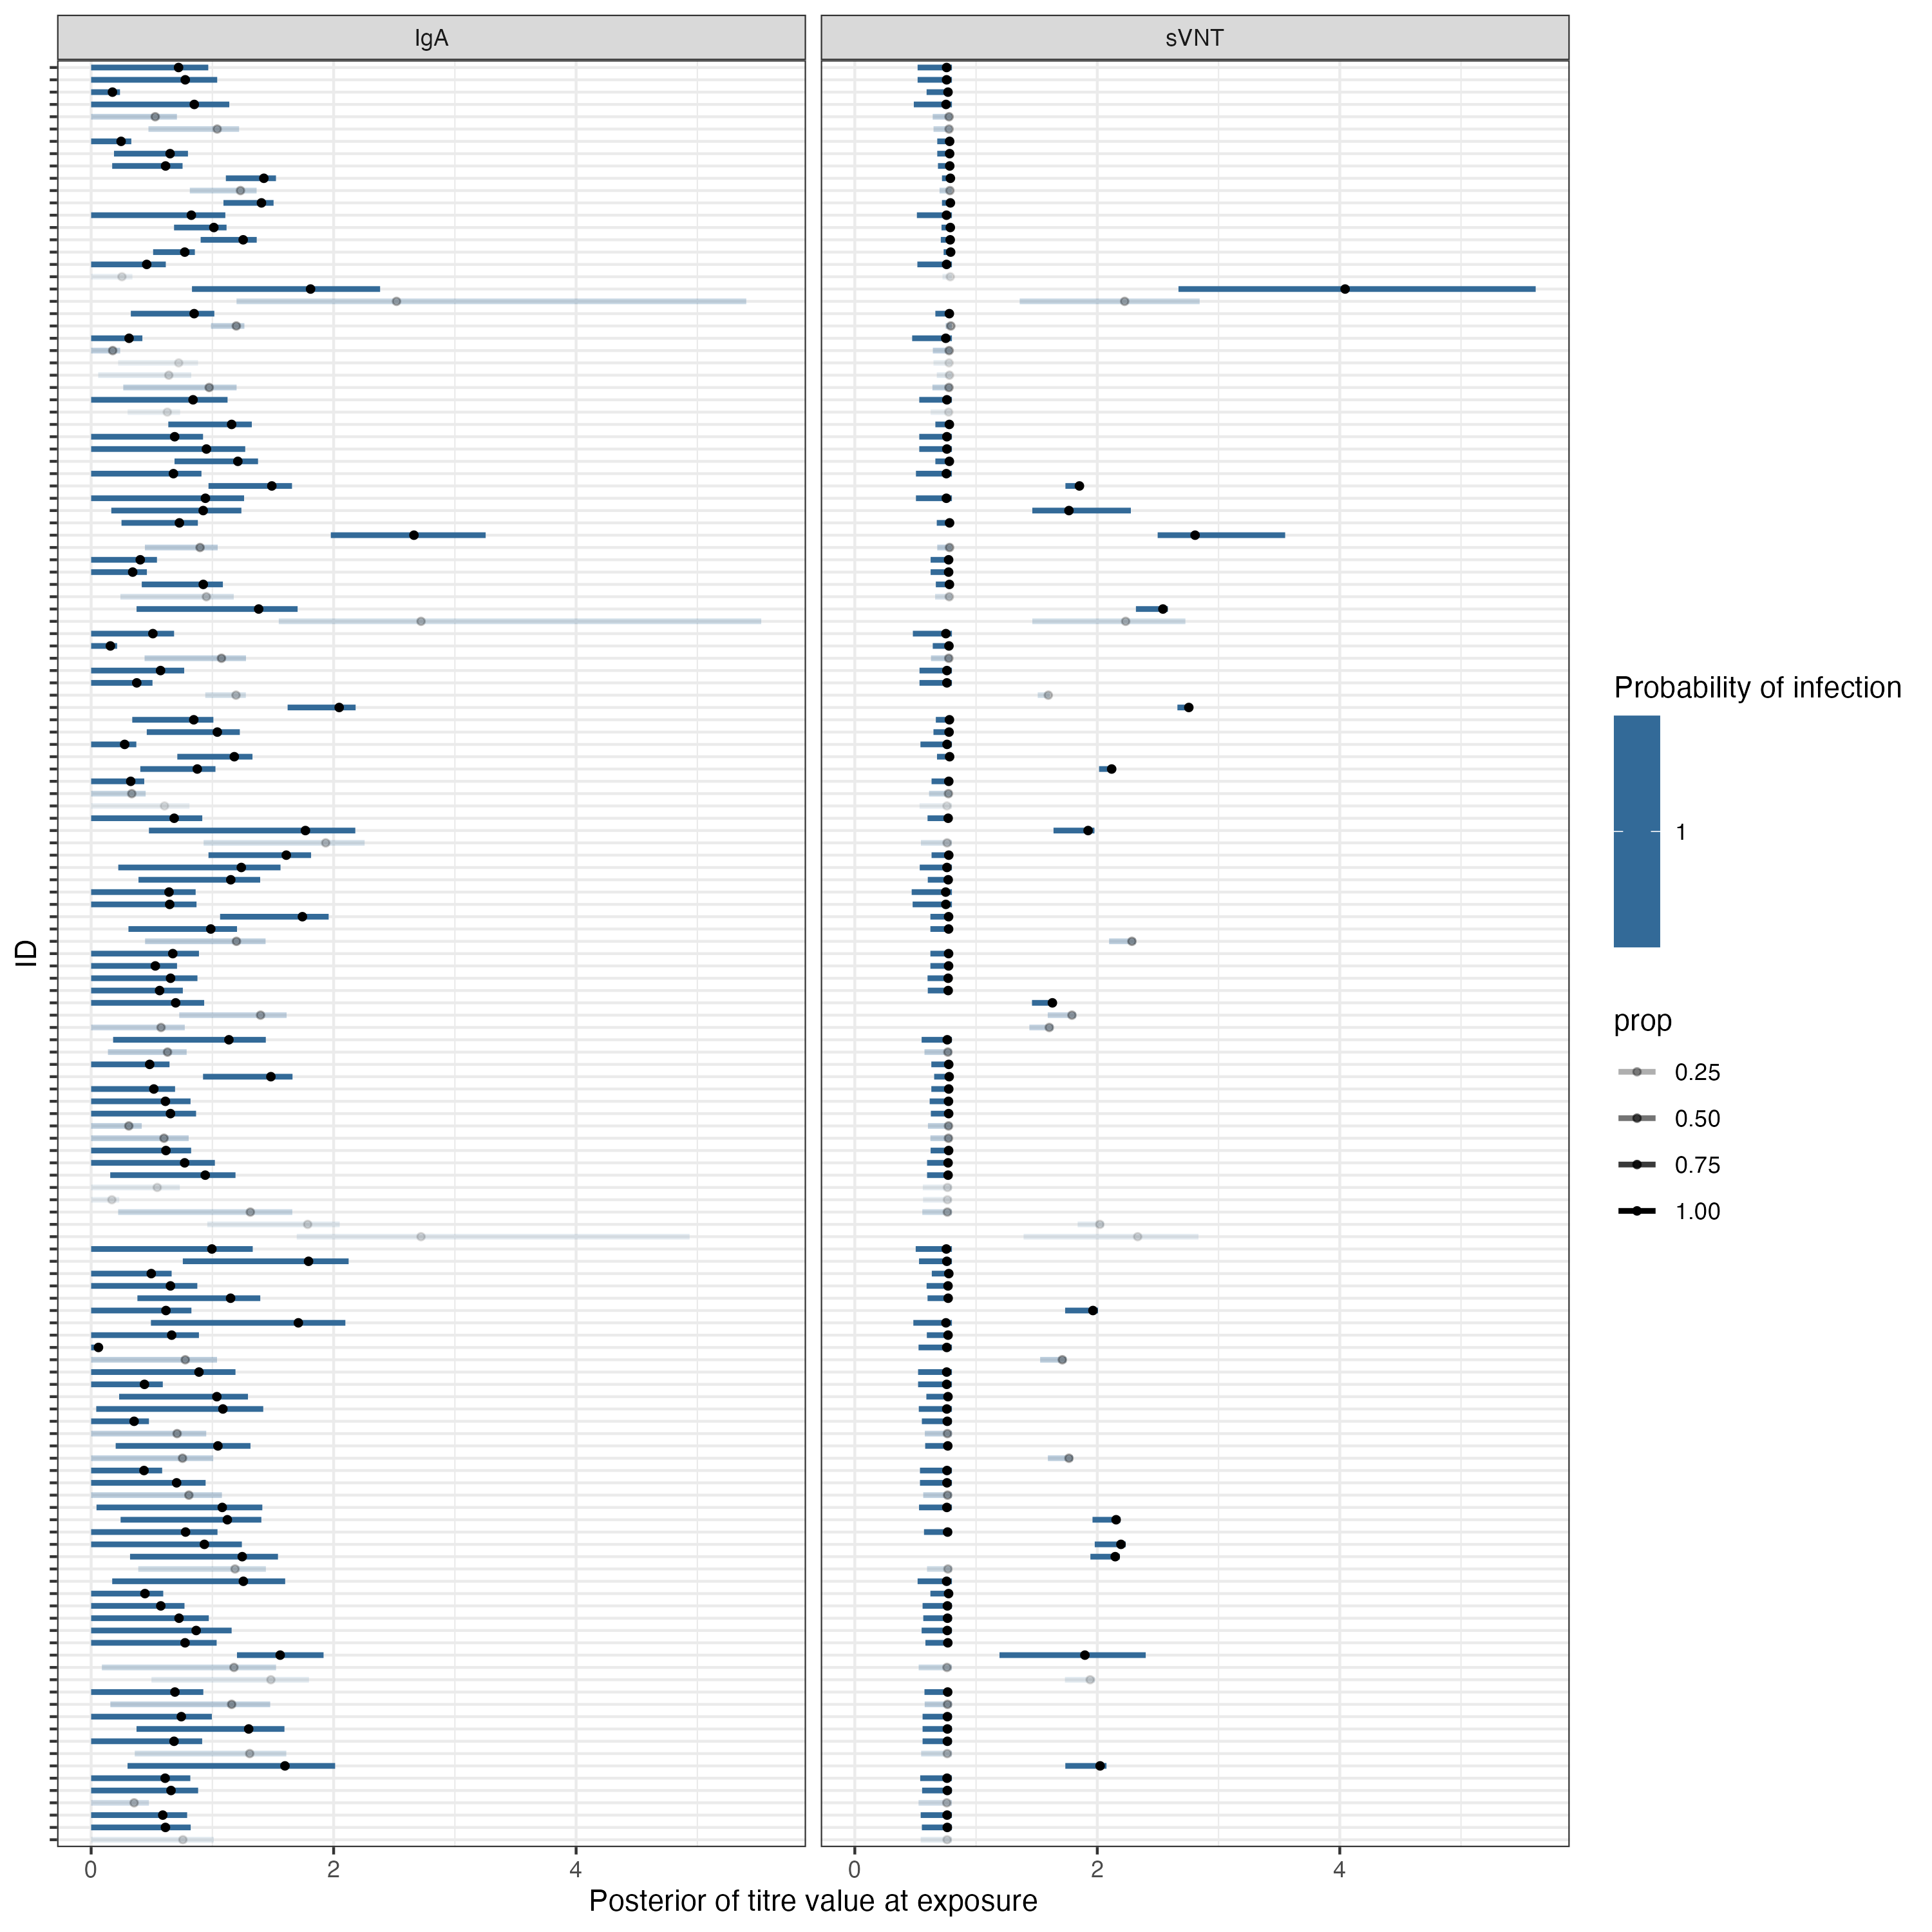 IgA
sVNT
ID
0
2
4
0
2
4
Posterior of titre value at exposure
Probability of infection
1
prop
0.25
0.50
0.75
1.00